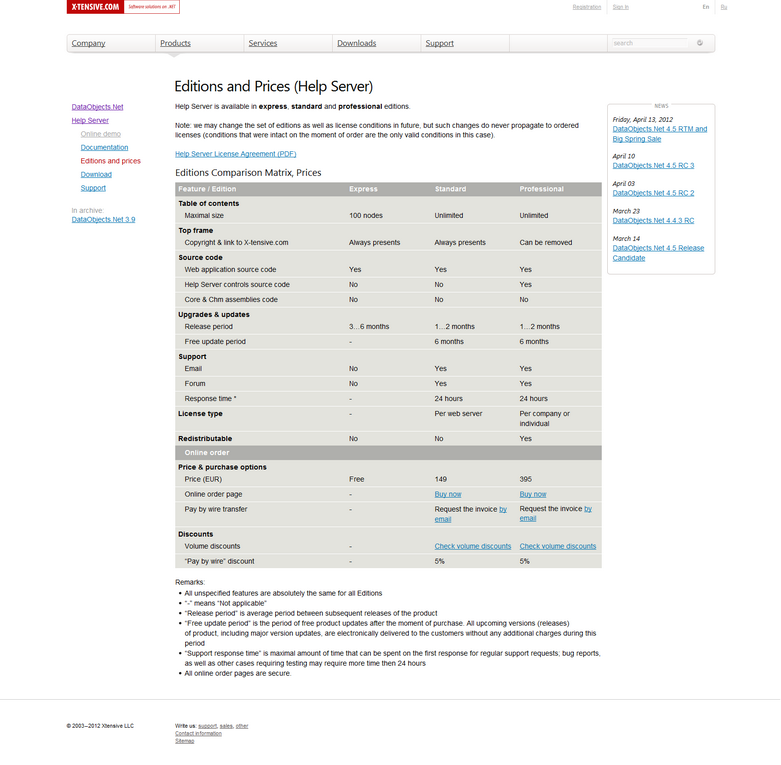 X-TENSIVE.COM Software solutions on .NET
Registration Sign In En Ru
Company Products Services Downloads Support search
Editions and Prices (Help Server)
DataObjects.Net
Help Server
Online demo
Documentation
Editions and prices
Download
Support
In archive:
DataObjects.Net 3.9
Help Server is available in express, standard and professional editions.
Note: we may change the set of editions as well as license conditions in future, but such changes do never propagate to ordered
licenses (conditions that were intact on the moment of order are the only valid conditions in this case).
Help Server License Agreement (PDF)
Editions Comparison Matrix, Prices
Feature / Edition Express Standard Professional
Table of contents
Maximal size 100 nodes Unlimited Unlimited
Top frame
Copyright & link to X-tensive.com Always presents Always presents Can be removed
Source code
Web application source code Yes Yes Yes
Help Server controls source code No No Yes
Core & Chm assemblies code No No No
Upgrades & updates
Release period 3…6 months 1…2 months 1…2 months
Free update period - 6 months 6 months
Support
Email No Yes Yes
Forum No Yes Yes
Response time * - 24 hours 24 hours
License type - Per web server Per company or
individual
Redistributable No No Yes
Online order
Price & purchase options
Price (EUR) Free 149 395
Online order page - Buy now Buy now
Pay by wire transfer - Request the invoice by Request the invoice by
email email
Discounts
Volume discounts - Check volume discounts Check volume discounts
"Pay by wire" discount - 5% 5%
Remarks:
• All unspecified features are absolutely the same for all Editions
• "-" means "Not applicable"
• "Release period" is average period between subsequent releases of the product
• "Free update period" is the period of free product updates after the moment of purchase. All upcoming versions (releases)
of product, including major version updates, are electronically delivered to the customers without any additional charges during this
period
• "Support response time" is maximal amount of time that can be spent on the first response for regular support requests; bug reports,
as well as other cases requiring testing may require more time then 24 hours
• All online order pages are secure.
NEWS
Friday, April 13, 2012
DataObjects.Net 4.5 RTM and
Big Spring Sale
April 10
DataObjects.Net 4.5 RC 3
April 03
DataObjects.Net 4.5 RC 2
March 23
DataObjects.Net 4.4.3 RC
March 14
DataObjects.Net 4.5 Release
Candidate
© 2003—2012 Xtensive LLC
Write us: support, sales, other
Contact information
Sitemap